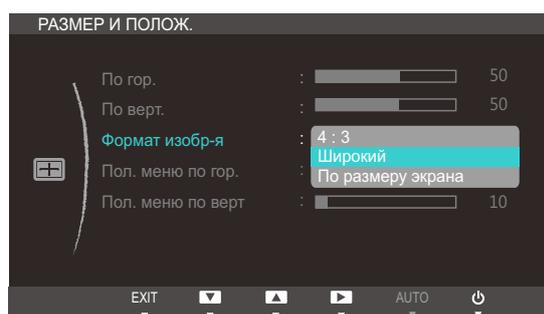 РАЗМЕР И ПОЛОЖ.
По гор. : 50
По верт. : 50
Формат изобр-я : 4 : 3
Широкий
Пол. меню по гор. :
По размеру экрана
Пол. меню по верт : 10
EXIT AUTO